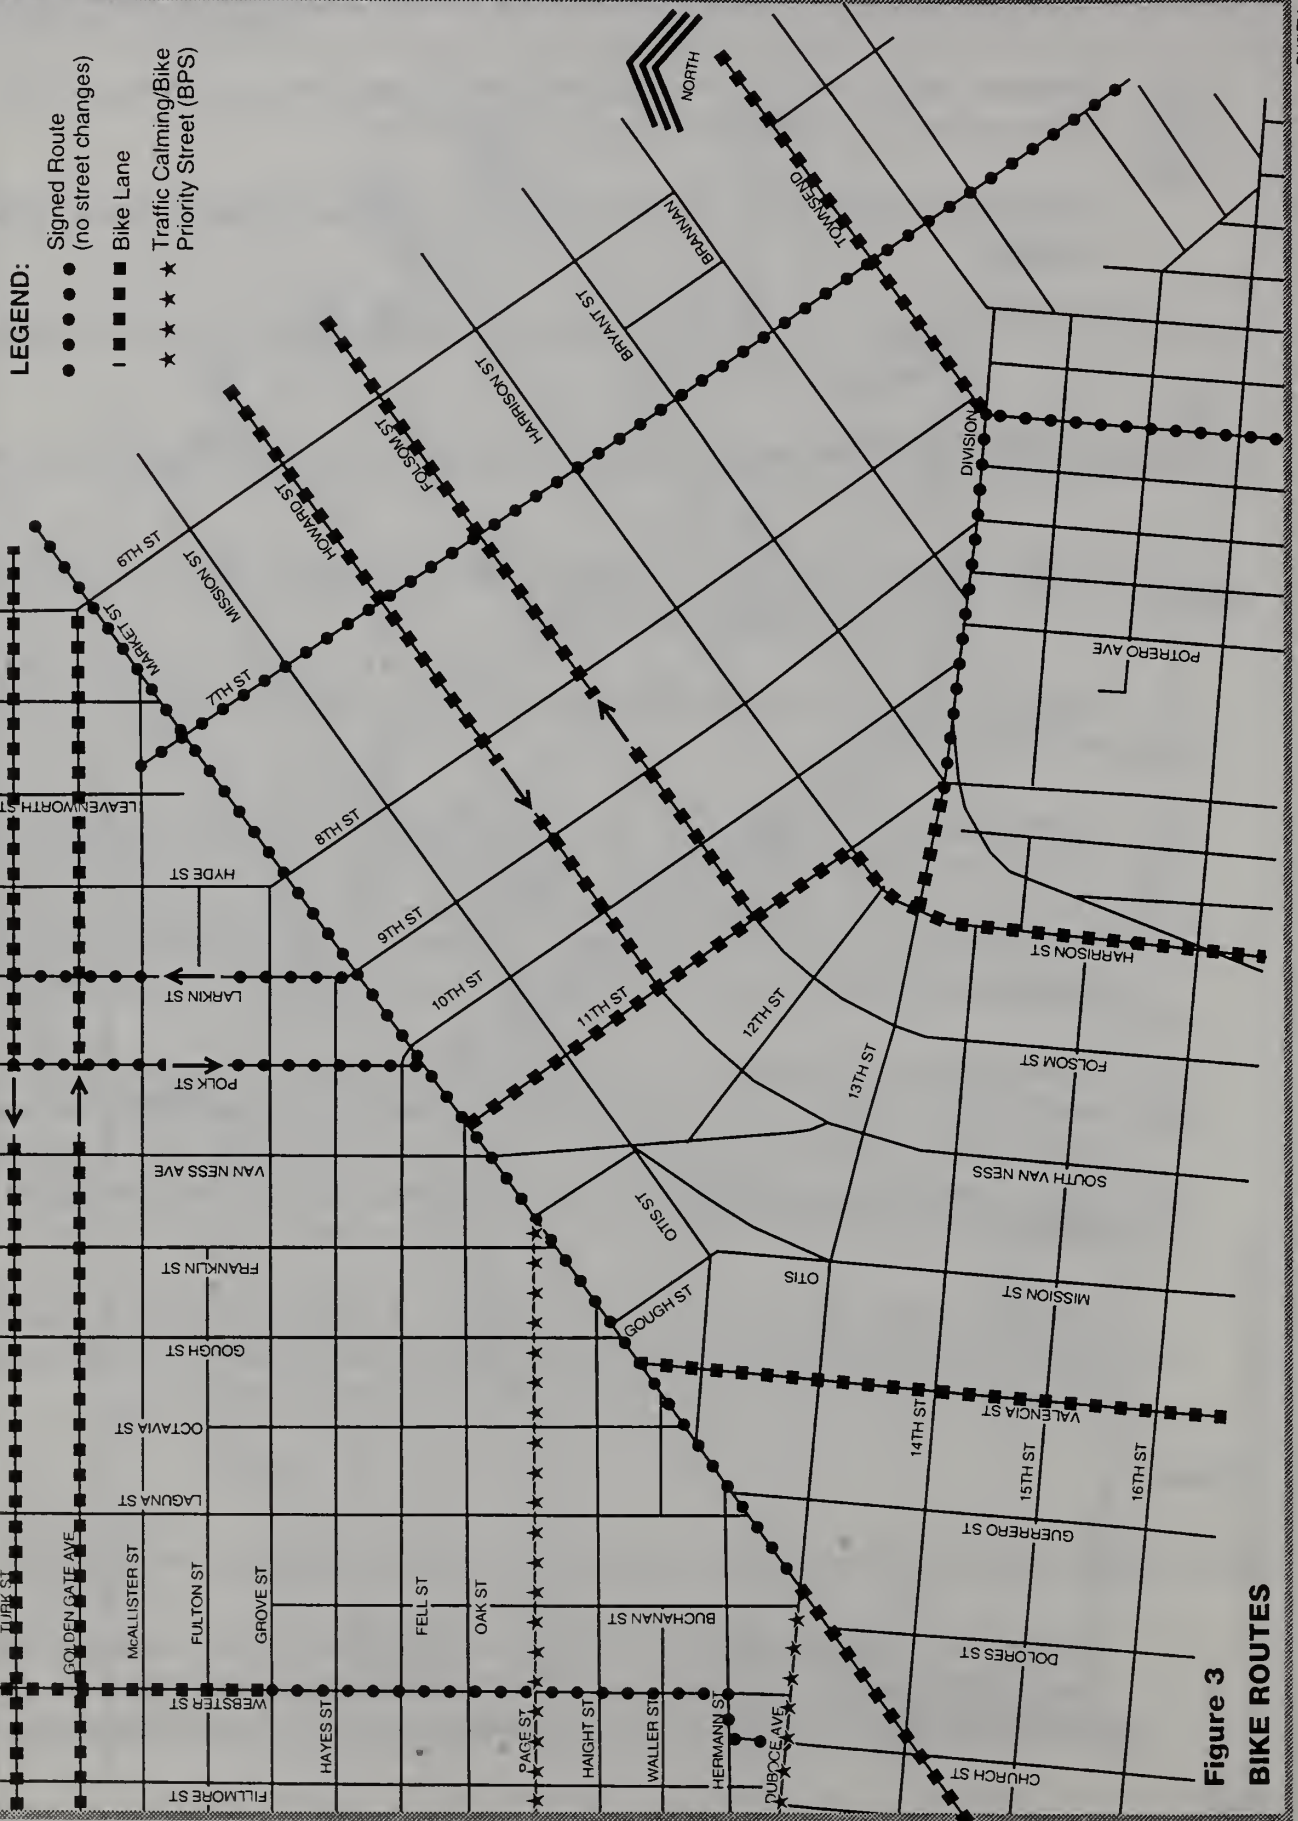 LEGEND:
Signed Route
(no street changes)
Bike Lane
Traffic Calming/Bike
Priority Street (BPS)
NORTH
TOWNSEND
BRANNAN
BRYANT ST
HARRISON ST
FOLSOM ST
HOWARD ST
MISSION ST
MARKET ST
6TH ST
7TH ST
8TH ST
9TH ST
10TH ST
11TH ST
12TH ST
13TH ST
DIVISION
POTRERO AVE
HARRISON ST
FOLSOM ST
SOUTH VAN NESS
MISSION ST
OTIS
OTIS ST
GOUGH ST
VALENCIA ST
14TH ST
15TH ST
16TH ST
GUERRERO ST
DOLORES ST
CHURCH ST
LEAVENWORTH ST
HYDE ST
LARKIN ST
POLK ST
VAN NESS AVE
FRANKLIN ST
GOUGH ST
OCTAVIA ST
LAGUNA ST
BUCHANAN ST
WEBSTER ST
FILLMORE ST
TURK ST
GOLDEN GATE AVE
McALLISTER ST
FULTON ST
GROVE ST
HAYES ST
FELL ST
OAK ST
PAGE ST
HAIGHT ST
WALLER ST
HERMANN ST
DUBOCE AVE
Figure 3
BIKE ROUTES